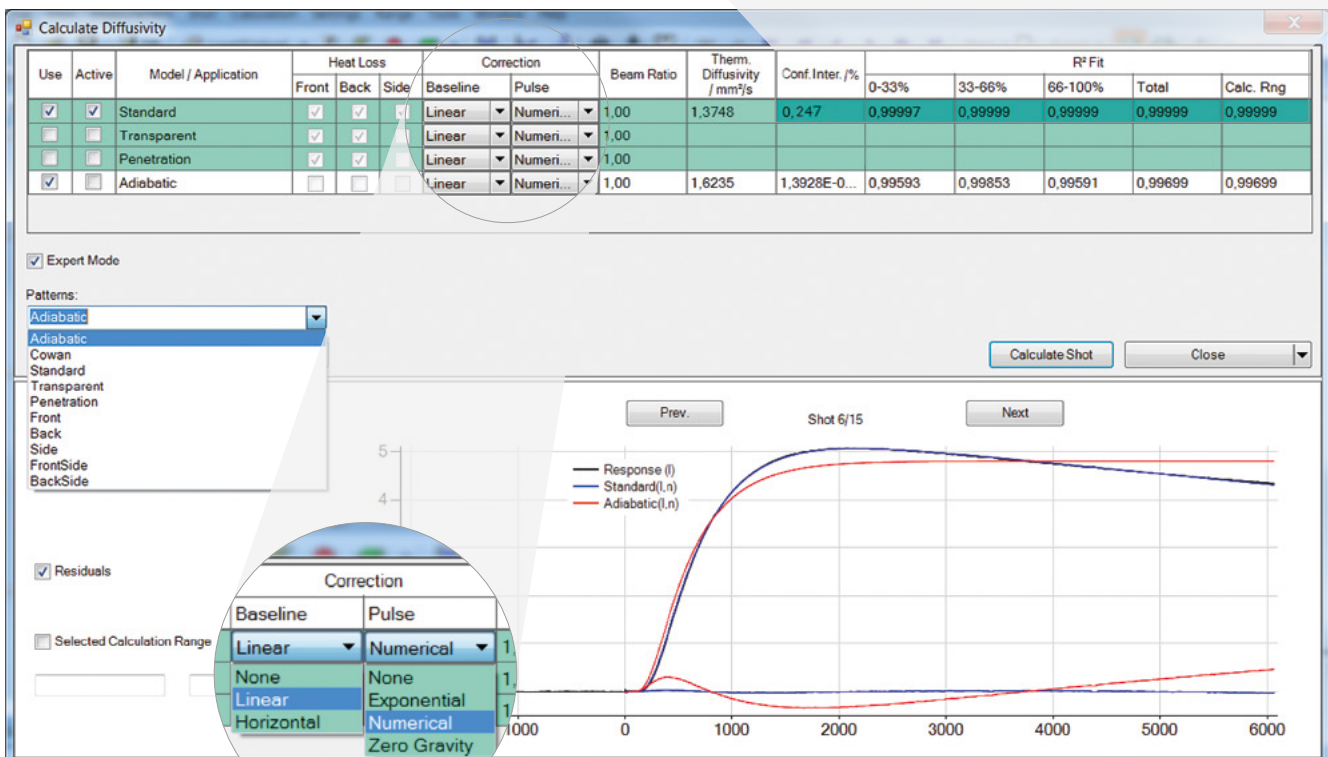 Calculate Diffusivity
Use Active Model / Application Heat Loss Correction Beam Ratio Therm. Diffusivity / mm²/s Conf.Inter. /% R² Fit
Front Back Side Baseline Pulse 0-33% 33-66% 66-100% Total Calc. Rng
Standard Linear Numeri... 1,00 1,3748 0,247 0,99997 0,99999 0,99999 0,99999 0,99999
Transparent Linear Numeri... 1,00
Penetration Linear Numeri... 1,00
Adiabatic Linear Numeri... 1,00 1,6235 1,3928E-0... 0,99593 0,99853 0,99591 0,99699 0,99699
Expert Mode
Patterns:
Adiabatic
Adiabatic
Cowan
Standard
Transparent
Penetration
Front
Back
Side
FrontSide
BackSide
Calculate Shot Close
Prev. Shot 6/15 Next
5
4
Response (l)
Standard(l,n)
Adiabatic(l,n)
Residuals
Selected Calculation Range
Correction
Baseline Pulse
Linear Numerical 1,
None None 1,
Linear Exponential
Horizontal Numerical 1
Zero Gravity
1000 0 1000 2000 3000 4000 5000 6000